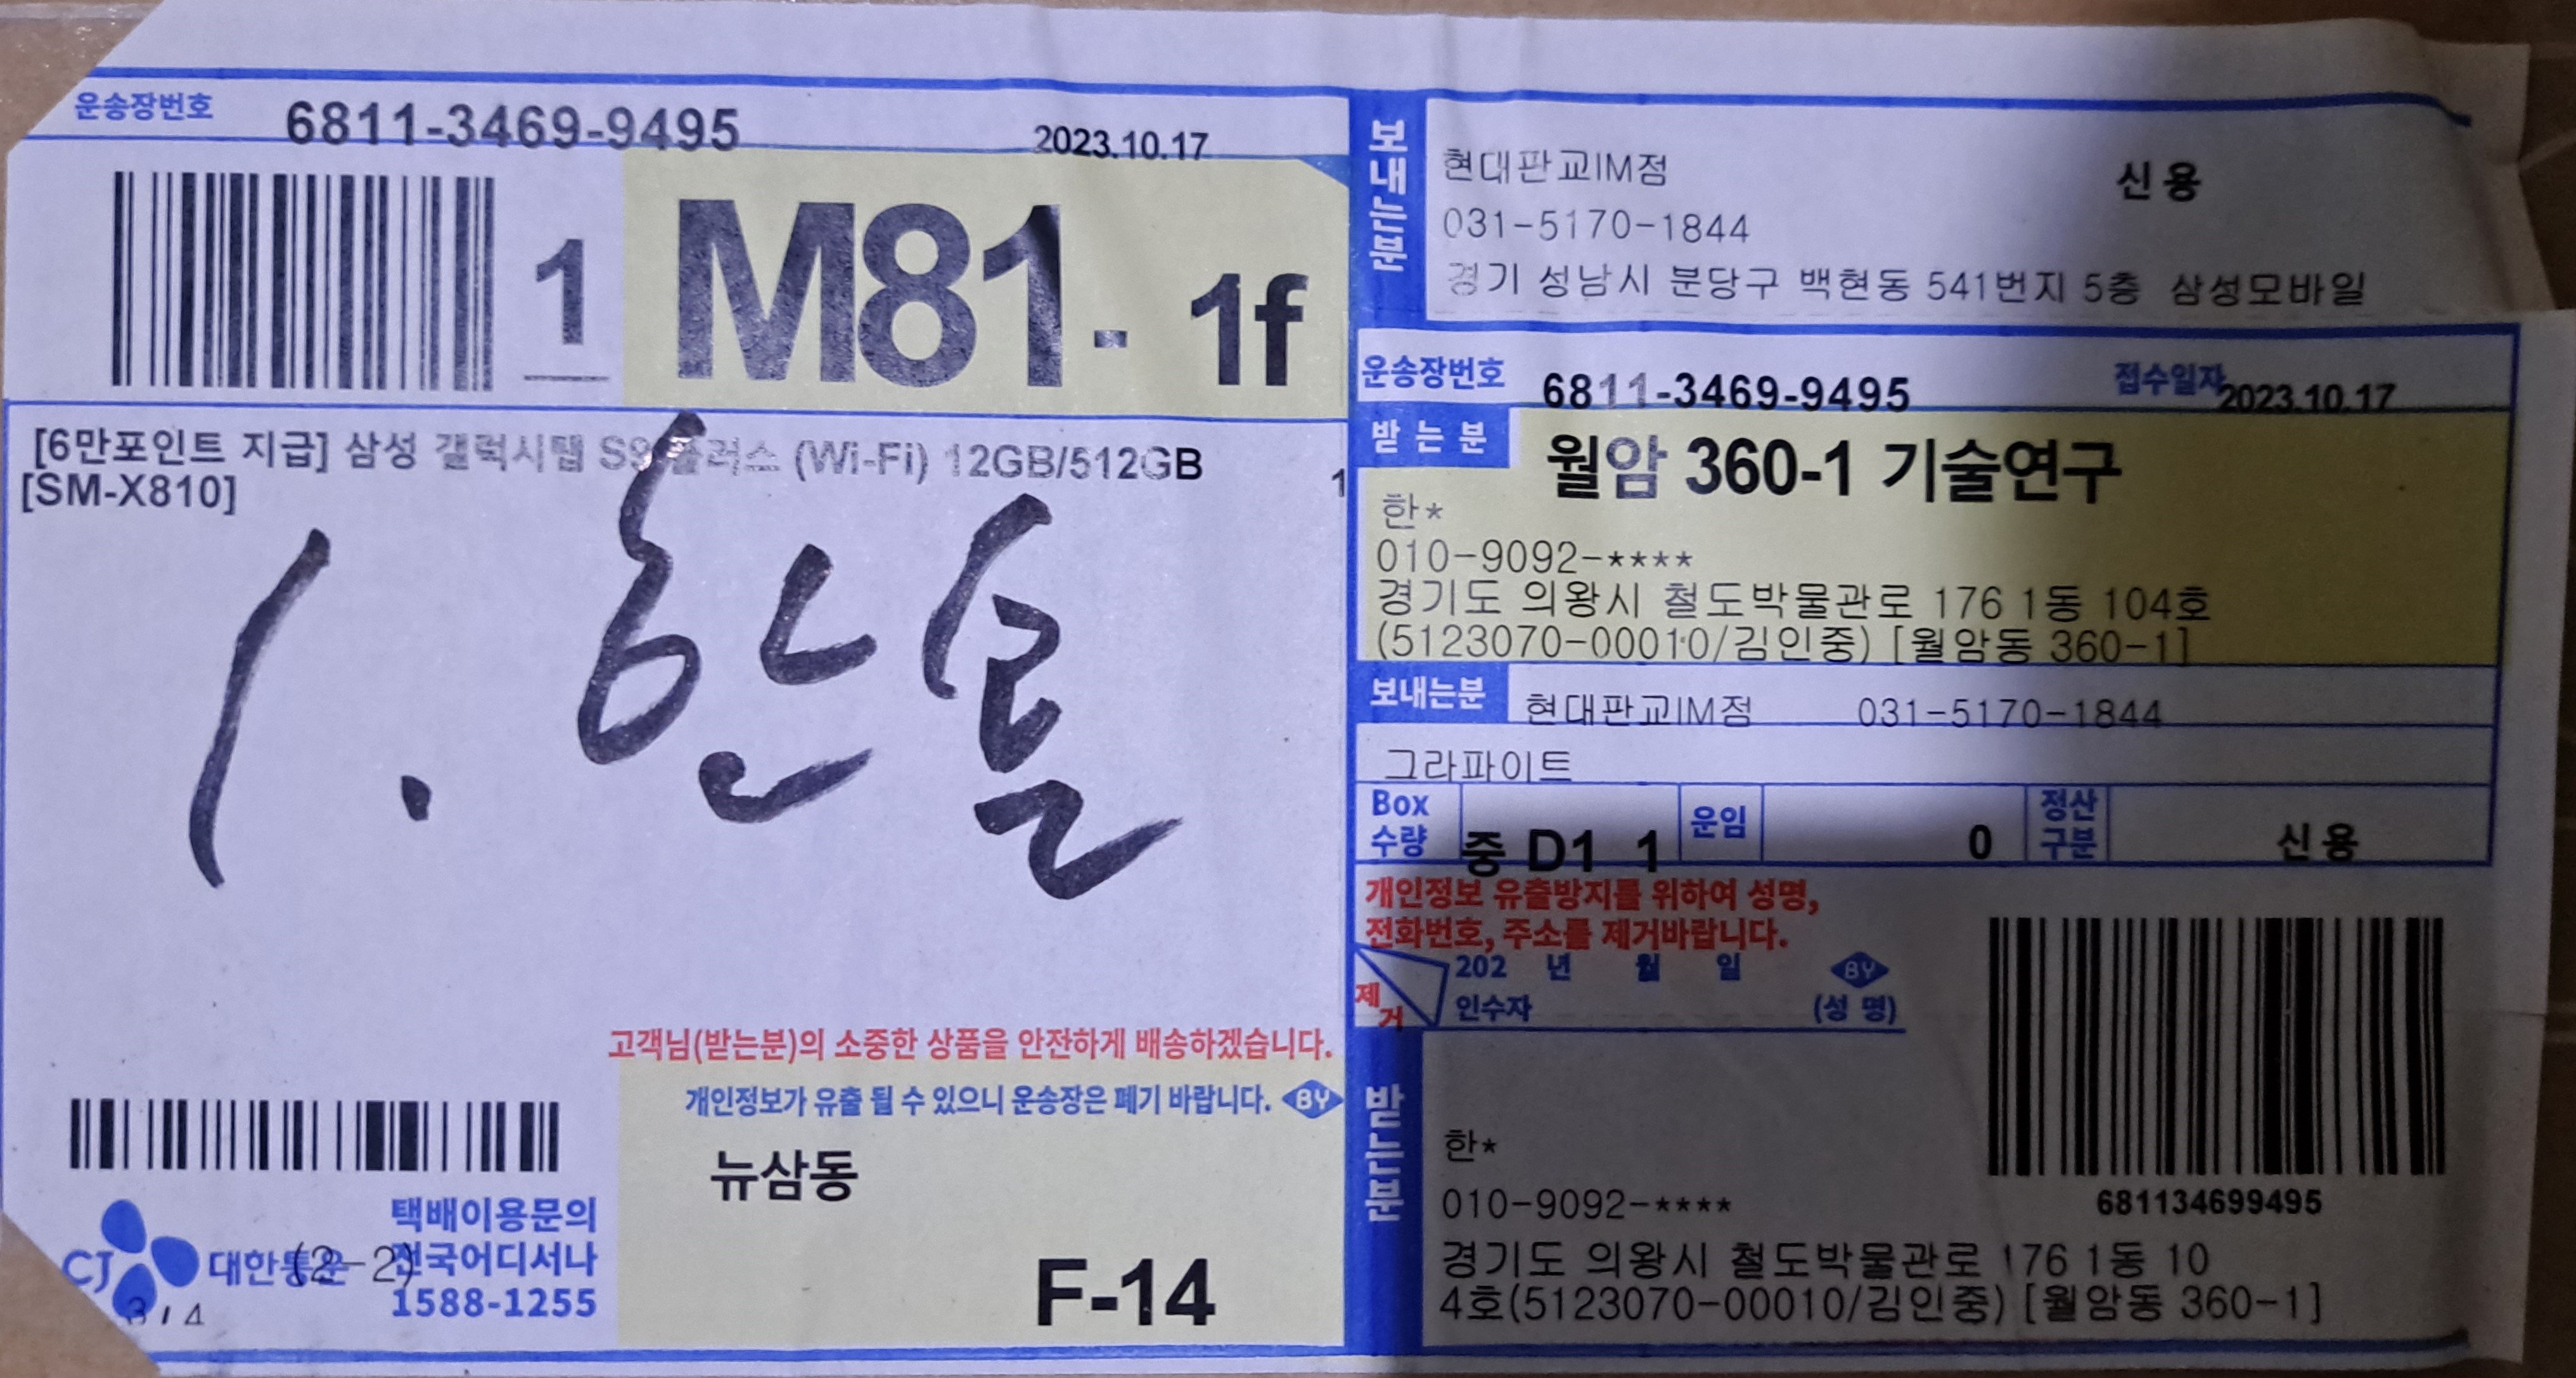 운송장번호 6811-3469-9495 2023.10.17
1 M81- 1f
[6만포인트 지급] 삼성 갤럭시탭 S9 플러스 (Wi-Fi) 12GB/512GB 1
[SM-X810]
1.
고객님(받는분)의 소중한 상품을 안전하게 배송하겠습니다.
개인정보가 유출 될 수 있으니 운송장은 폐기 바랍니다. BY
뉴삼동
F-14
CJ 대한통운 (2-2)
3/4
택배이용문의
전국어디서나
1588-1255
보내는분
현대판교IM점 신용
031-5170-1844
경기 성남시 분당구 백현동 541번지 5층 삼성모바일
운송장번호 6811-3469-9495 접수일자 2023.10.17
받는분 월암 360-1 기술연구
한*
010-9092-****
경기도 의왕시 철도박물관로 176 1동 104호
(5123070-00010/김인중) [월암동 360-1]
보내는분 현대판교IM점 031-5170-1844
그라파이트
Box 수량 중 D1 1 운임 0 정산 구분 신용
개인정보 유출방지를 위하여 성명,
전화번호, 주소를 제거바랍니다.
제거
202 년 월 일 BY
인수자 (성 명)
681134699495
받는분
한*
010-9092-****
경기도 의왕시 철도박물관로 176 1동 10
4호(5123070-00010/김인중) [월암동 360-1]